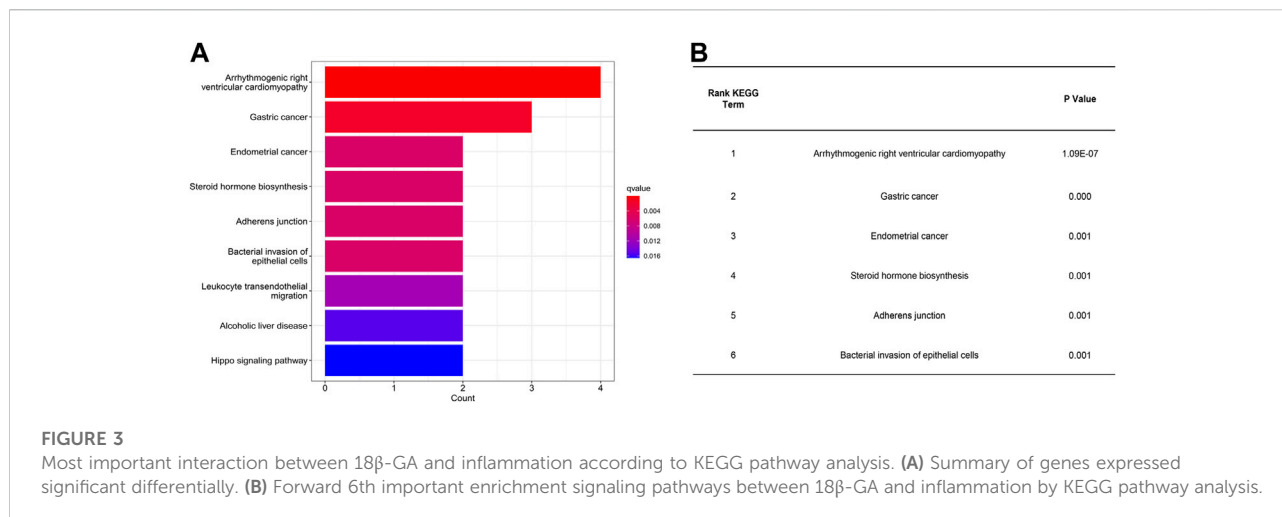 A
Arrhythmogenic right
ventricular cardiomyopathy
Gastric cancer
Endometrial cancer
Steroid hormone biosynthesis
Adherens junction
Bacterial invasion of
epithelial cells
Leukocyte transendothelial
migration
Alcoholic liver disease
Hippo signaling pathway
0 1 2 3 4
Count
qvalue
0.004
0.008
0.012
0.016
B
Rank KEGG
Term
P Value
1 Arrhythmogenic right ventricular cardiomyopathy 1.09E-07
2 Gastric cancer 0.000
3 Endometrial cancer 0.001
4 Steroid hormone biosynthesis 0.001
5 Adherens junction 0.001
6 Bacterial invasion of epithelial cells 0.001
FIGURE 3
Most important interaction between 18β-GA and inflammation according to KEGG pathway analysis. (A) Summary of genes expressed
significant differentially. (B) Forward 6th important enrichment signaling pathways between 18β-GA and inflammation by KEGG pathway analysis.